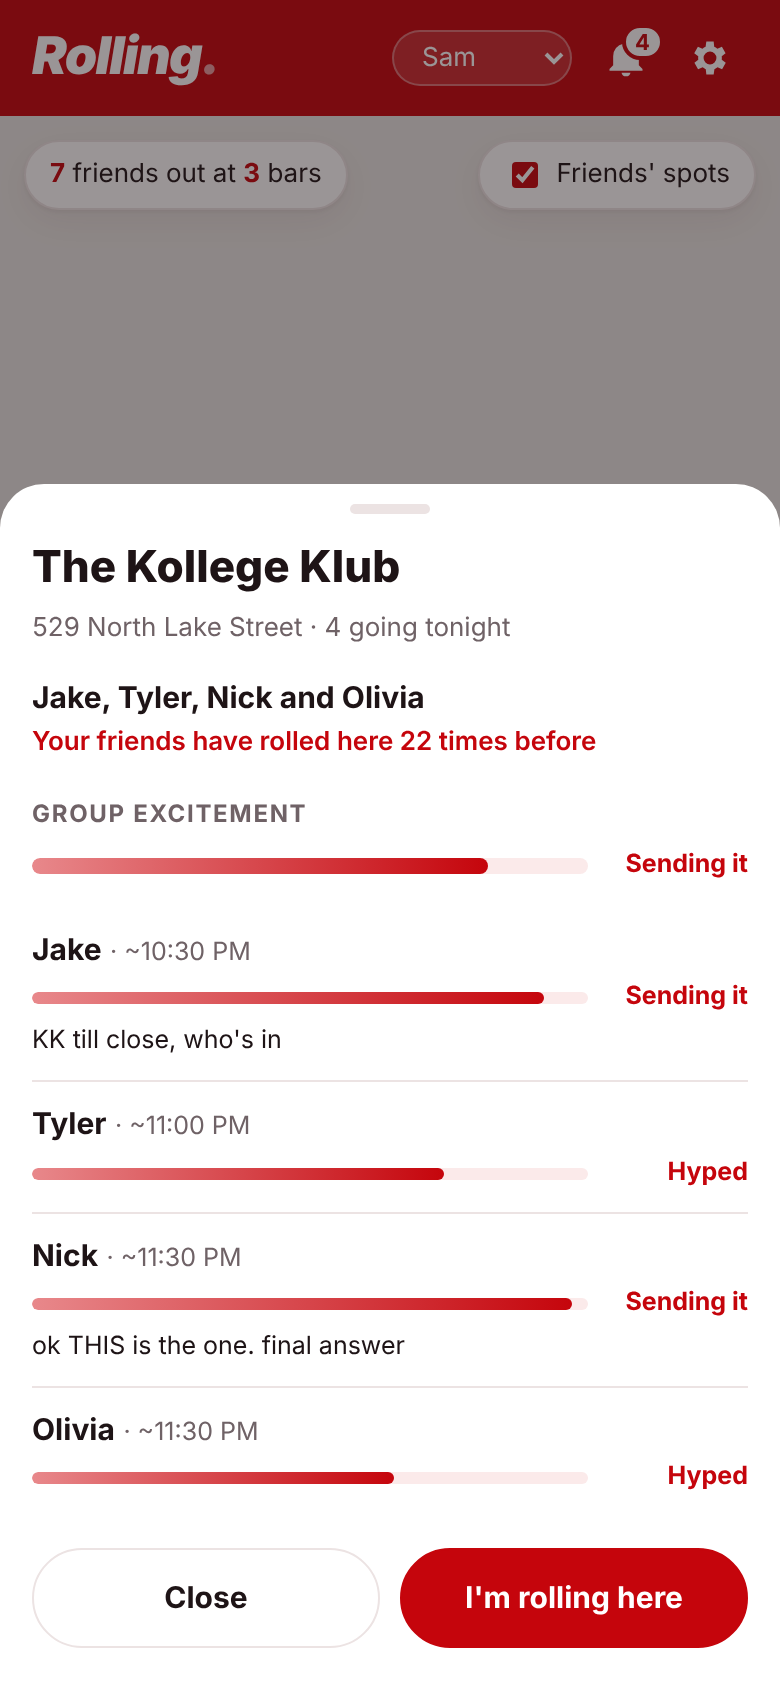 Rolling.
Sam
4
7 friends out at 3 bars
Friends' spots
The Kollege Klub
529 North Lake Street · 4 going tonight
Jake, Tyler, Nick and Olivia
Your friends have rolled here 22 times before
GROUP EXCITEMENT
Sending it
Jake · ~10:30 PM
Sending it
KK till close, who's in
Tyler · ~11:00 PM
Hyped
Nick · ~11:30 PM
Sending it
ok THIS is the one. final answer
Olivia · ~11:30 PM
Hyped
Close
I'm rolling here